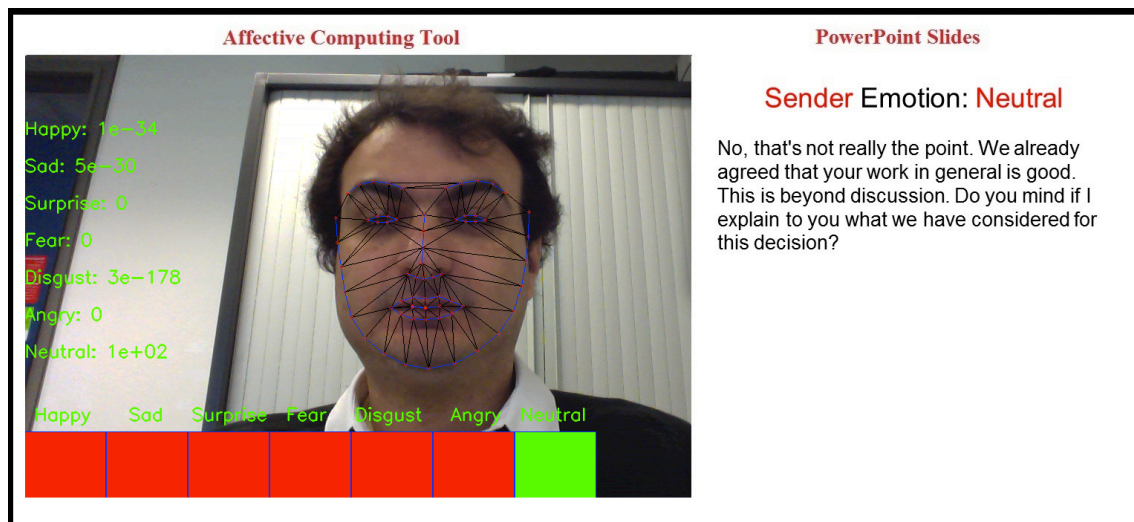 Affective Computing Tool
PowerPoint Slides
Happy: 1e-34
Sad: 5e-30
Surprise: 0
Fear: 0
Disgust: 3e-178
Angry: 0
Neutral: 1e+02
Happy Sad Surprise Fear Disgust Angry Neutral
Sender Emotion: Neutral
No, that's not really the point. We already
agreed that your work in general is good.
This is beyond discussion. Do you mind if I
explain to you what we have considered for
this decision?